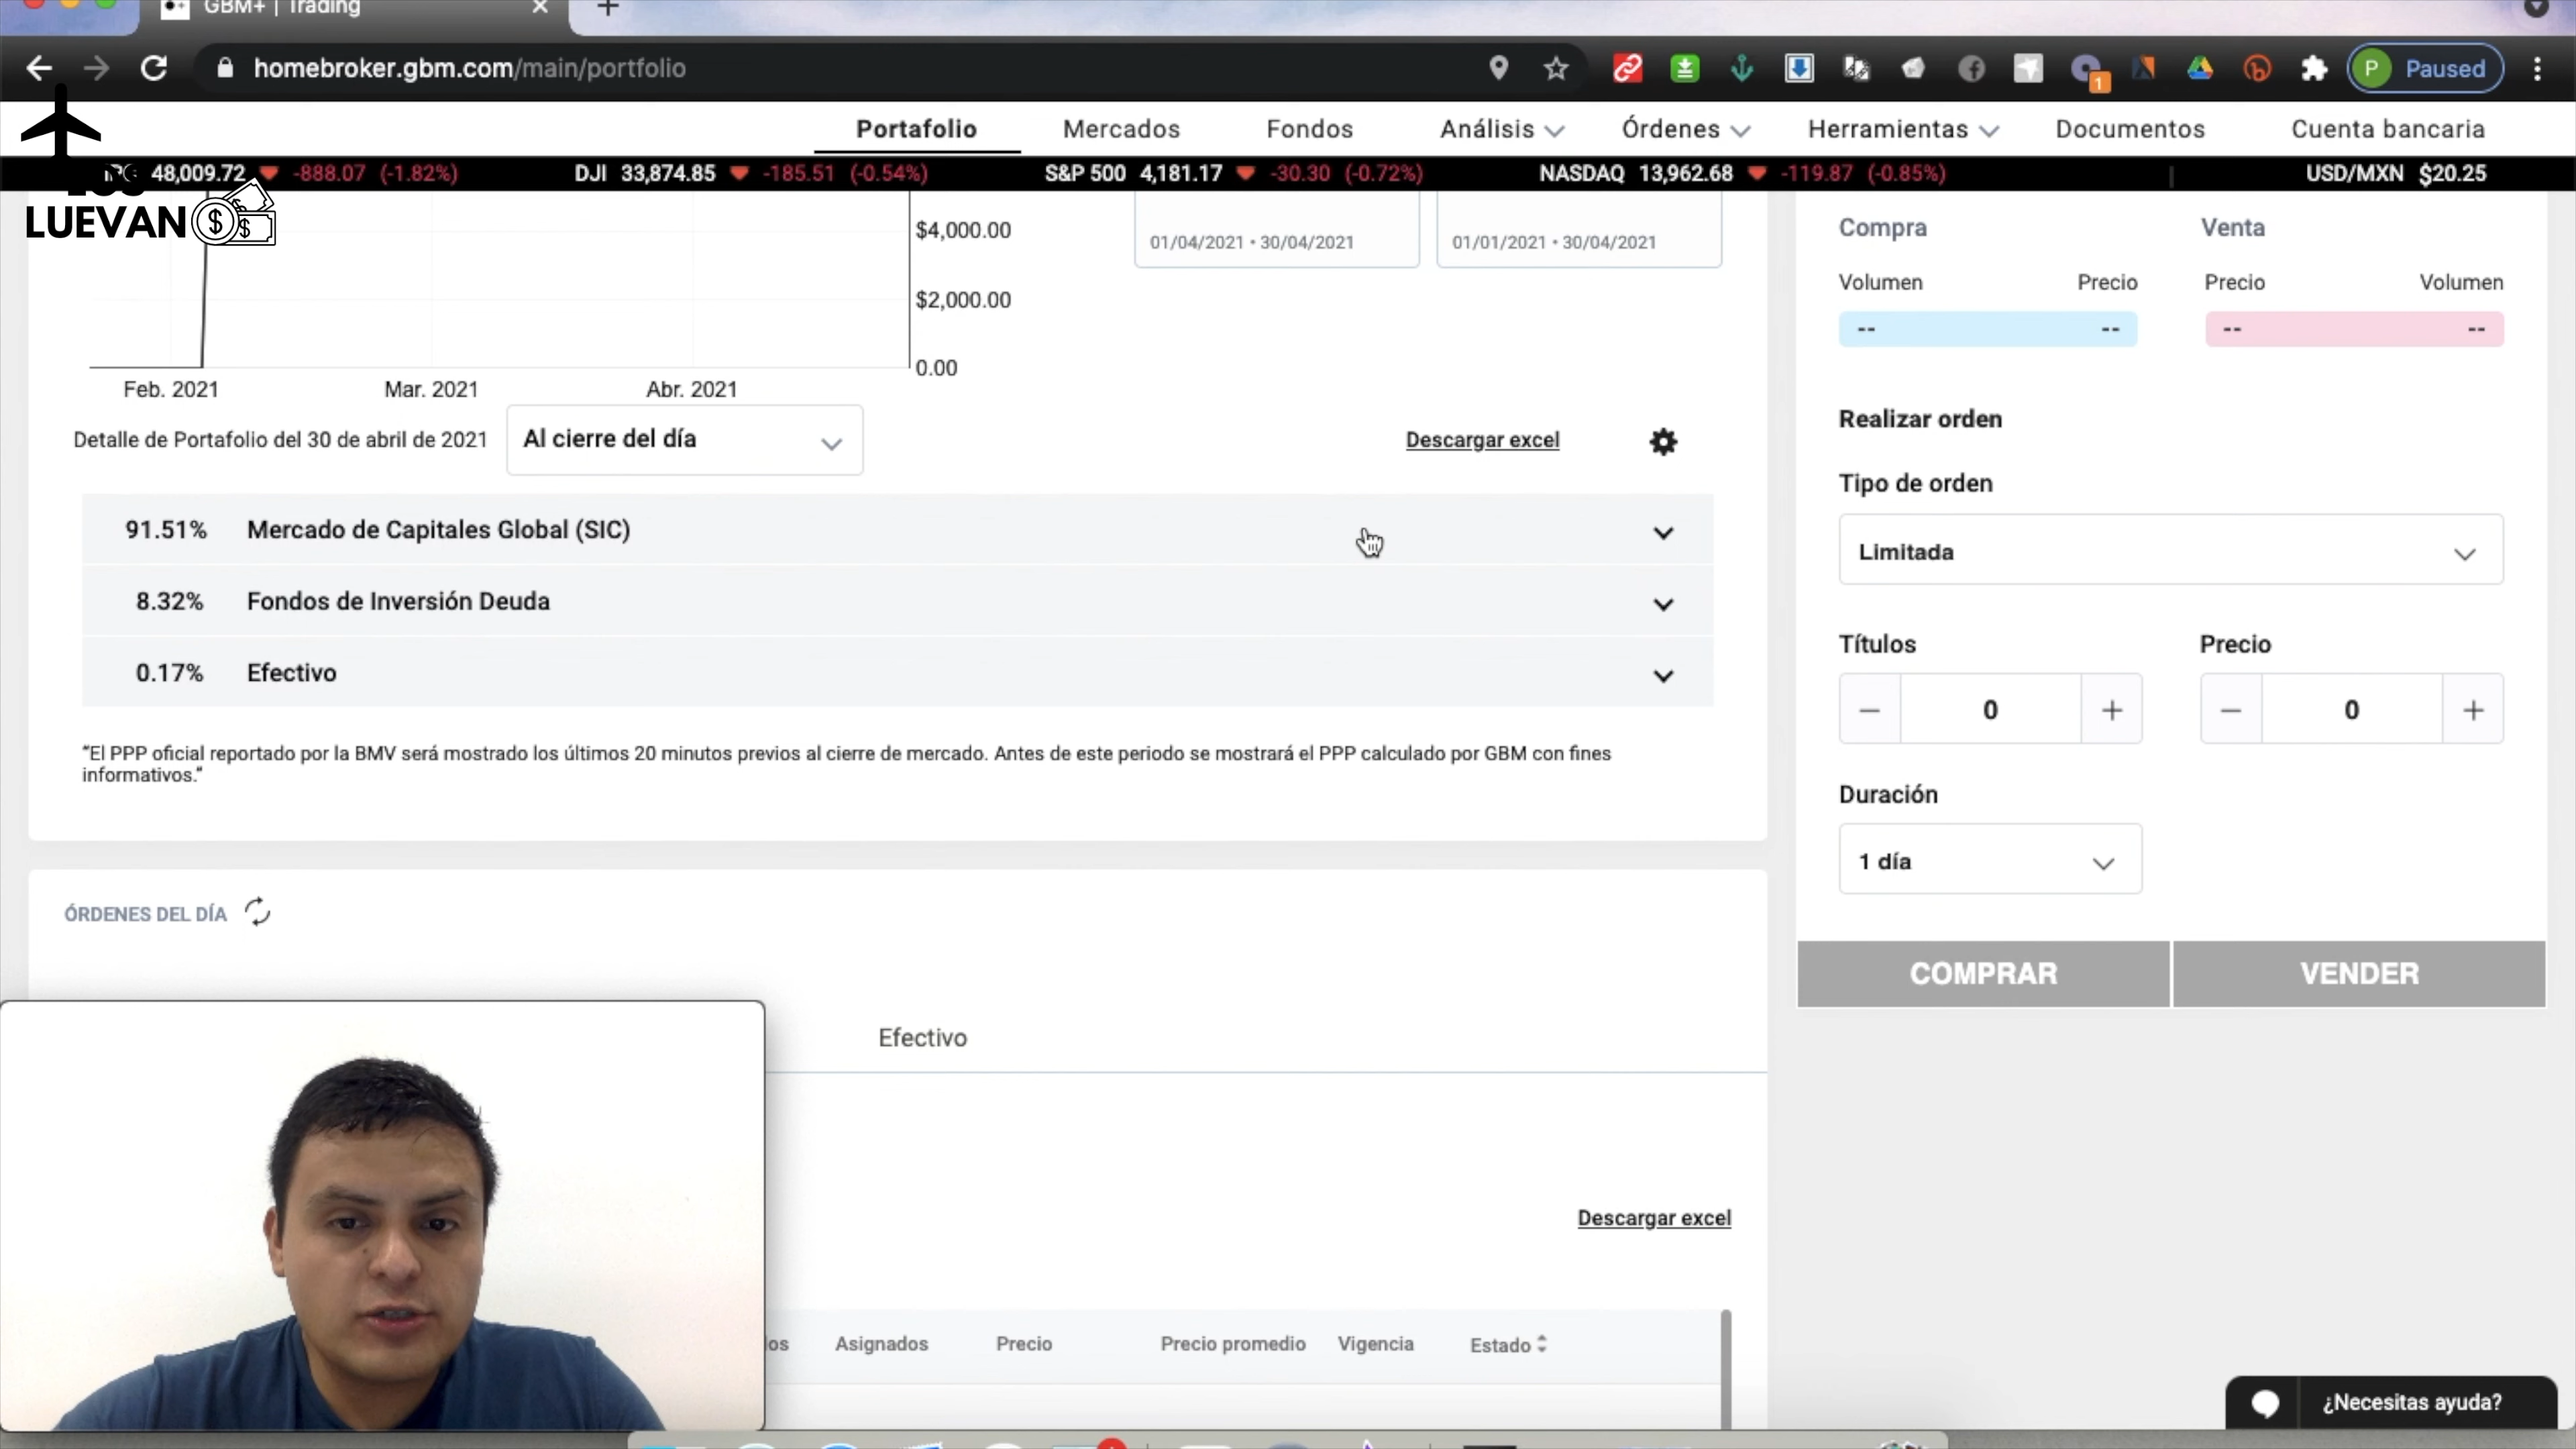 GBM+ | Trading
homebroker.gbm.com/main/portfolio
P Paused
1
Portafolio Mercados Fondos Análisis Órdenes Herramientas Documentos Cuenta bancaria
48,009.72 -888.07 (-1.82%) DJI 33,874.85 -185.51 (-0.54%) S&P 500 4,181.17 -30.30 (-0.72%) NASDAQ 13,962.68 -119.87 (-0.85%) USD/MXN $20.25
LUEVAN
$4,000.00
$2,000.00
0.00
Feb. 2021 Mar. 2021 Abr. 2021
01/04/2021 • 30/04/2021
01/01/2021 • 30/04/2021
Detalle de Portafolio del 30 de abril de 2021 Al cierre del día Descargar excel
91.51% Mercado de Capitales Global (SIC)
8.32% Fondos de Inversión Deuda
0.17% Efectivo
“El PPP oficial reportado por la BMV será mostrado los últimos 20 minutos previos al cierre de mercado. Antes de este periodo se mostrará el PPP calculado por GBM con fines
informativos.“
ÓRDENES DEL DÍA
Efectivo
Descargar excel
Asignados Precio Precio promedio Vigencia Estado
Compra Venta
Volumen Precio Precio Volumen
-- -- -- --
Realizar orden
Tipo de orden
Limitada
Títulos Precio
— 0 + — 0 +
Duración
1 día
COMPRAR VENDER
¿Necesitas ayuda?